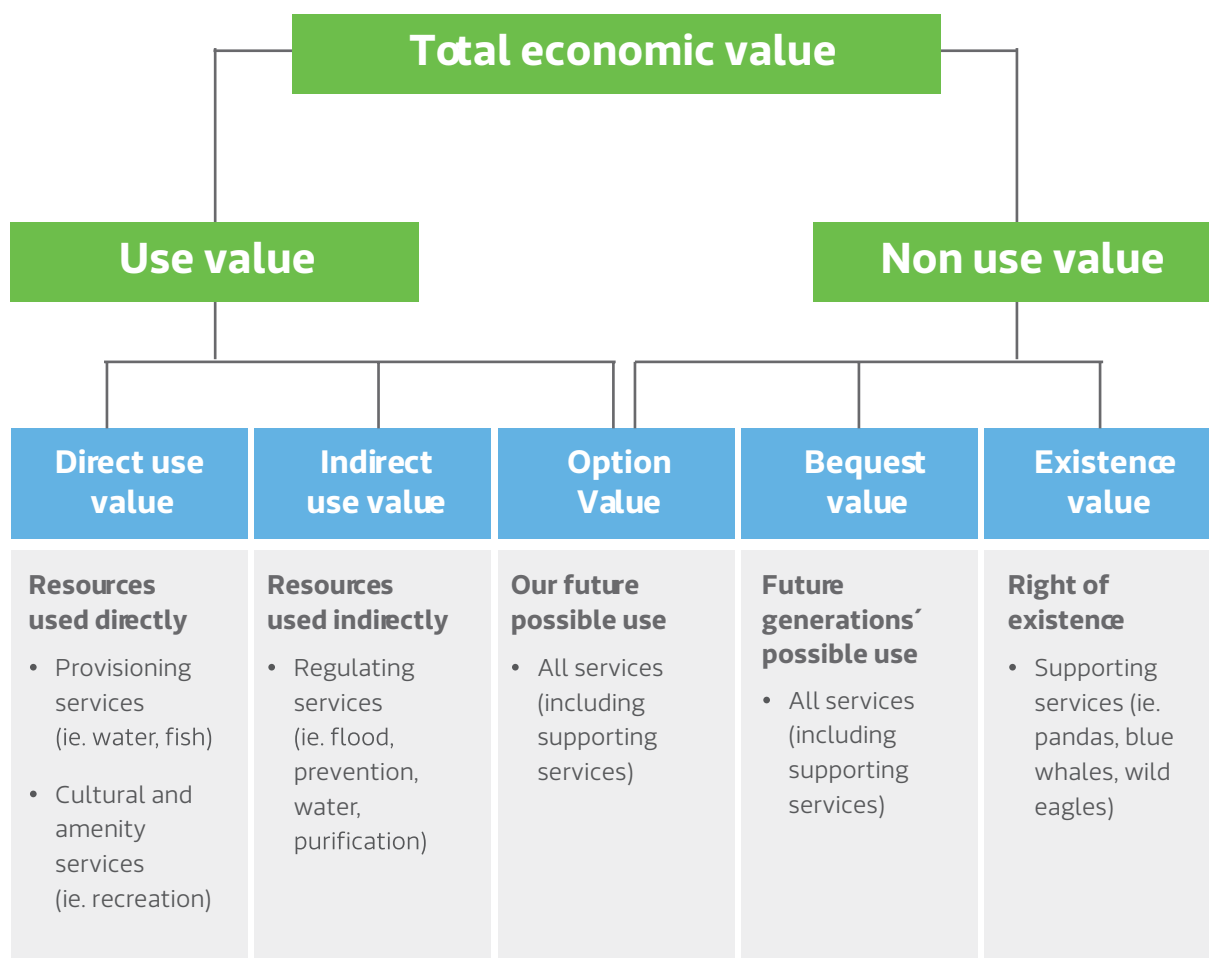 Total economic value
Use value
Non use value
Direct use
value
Indirect
use value
Option
Value
Bequest
value
Existence
value
Resources
used directly
• Provisioning
services
(ie. water, fish)
• Cultural and
amenity
services
(ie. recreation)
Resources
used indirectly
• Regulating
services
(ie. flood,
prevention,
water,
purification)
Our future
possible use
• All services
(including
supporting
services)
Future
generations´
possible use
• All services
(including
supporting
services)
Right of
existence
• Supporting
services (ie.
pandas, blue
whales, wild
eagles)